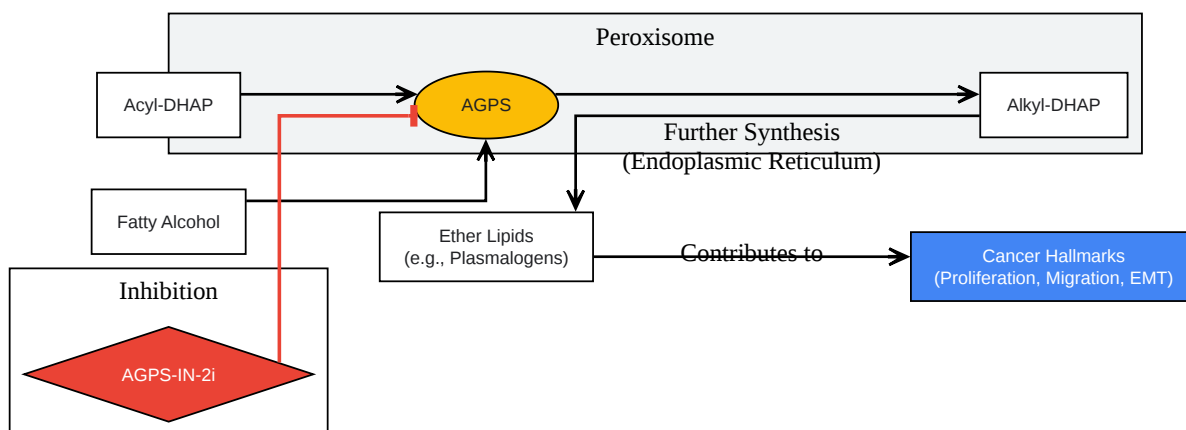 Peroxisome
Acyl-DHAP
AGPS
Alkyl-DHAP
Further Synthesis
(Endoplasmic Reticulum)
Fatty Alcohol
Ether Lipids
(e.g., Plasmalogens)
Contributes to
Cancer Hallmarks
(Proliferation, Migration, EMT)
Inhibition
AGPS-IN-2i